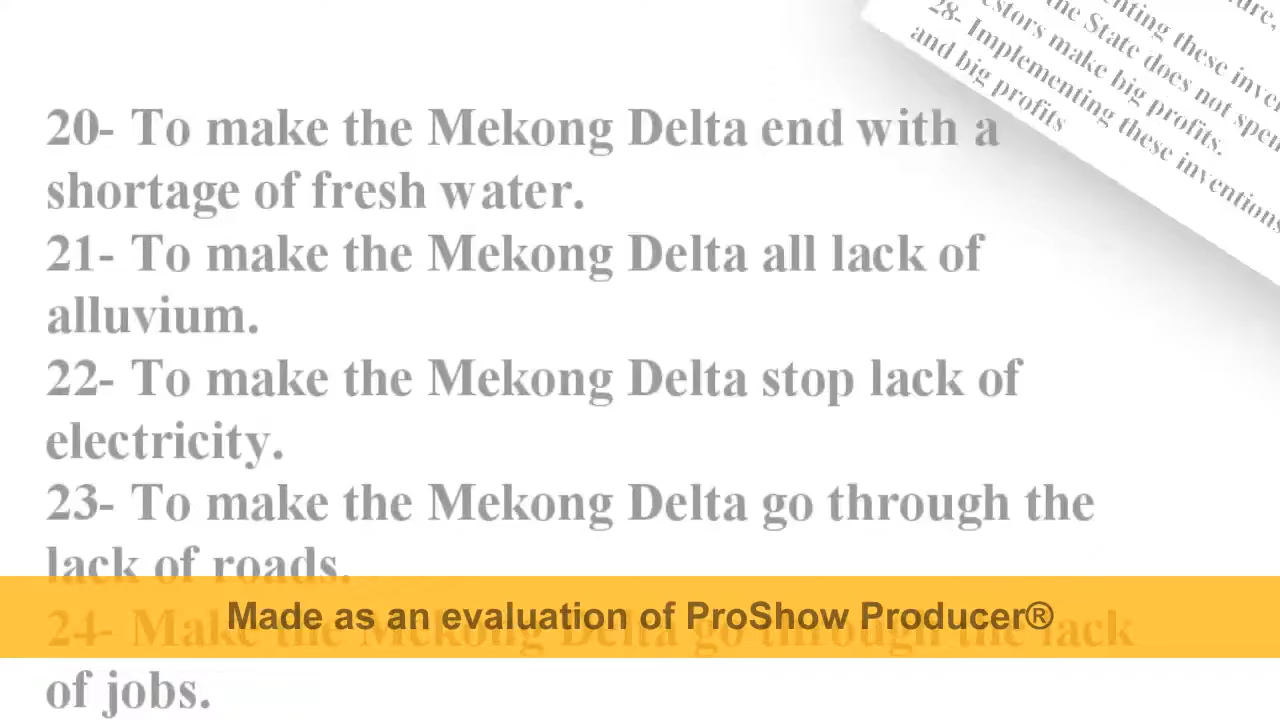 20- To make the Mekong Delta end with a
shortage of fresh water.
21- To make the Mekong Delta all lack of
alluvium.
22- To make the Mekong Delta stop lack of
electricity.
23- To make the Mekong Delta go through the
lack of roads.
24- Make the Mekong Delta go through the lack
of jobs.
Made as an evaluation of ProShow Producer®
these
the State does not
make big profits.
28- Implementing these inventions
and big profits